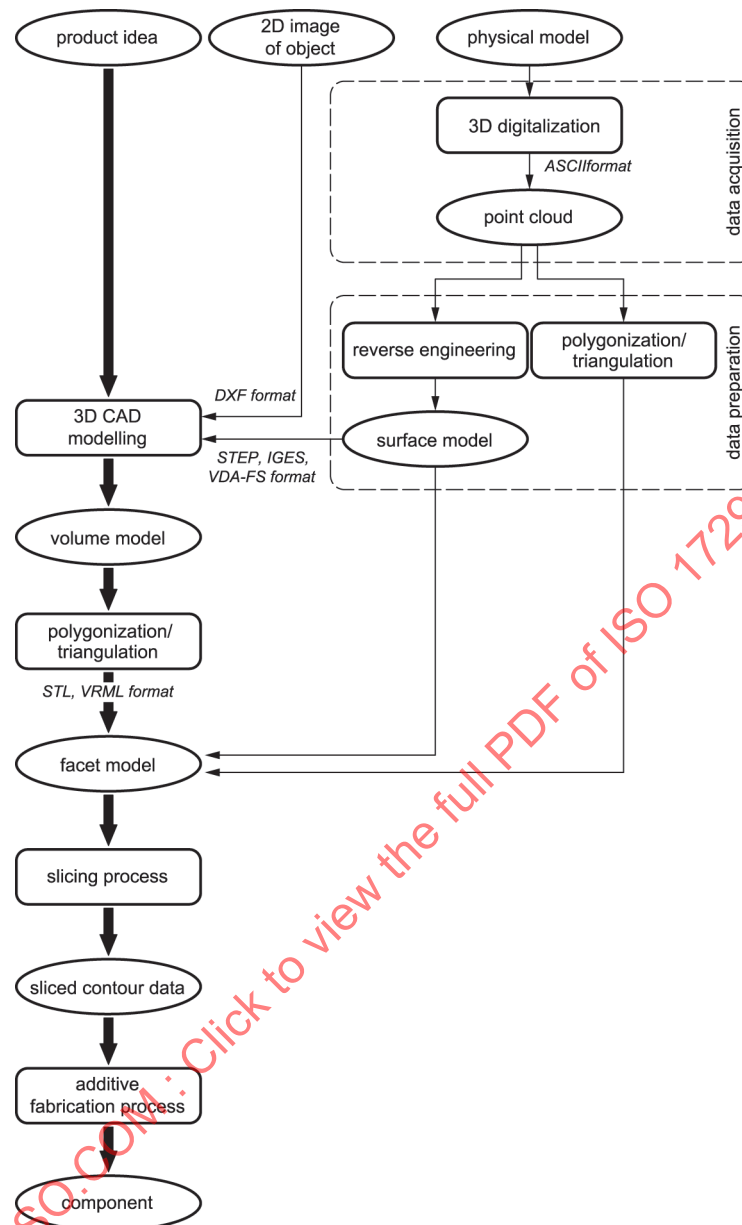 product idea
2D image
of object
physical model
3D digitalization
ASCIIformat
point cloud
data acquisition
reverse engineering
polygonization/
triangulation
surface model
data preparation
DXF format
3D CAD
modelling
STEP, IGES,
VDA-FS format
volume model
polygonization/
triangulation
STL, VRML format
facet model
slicing process
sliced contour data
additive
fabrication process
component
SO.COM : Click to view the full PDF of ISO 1729